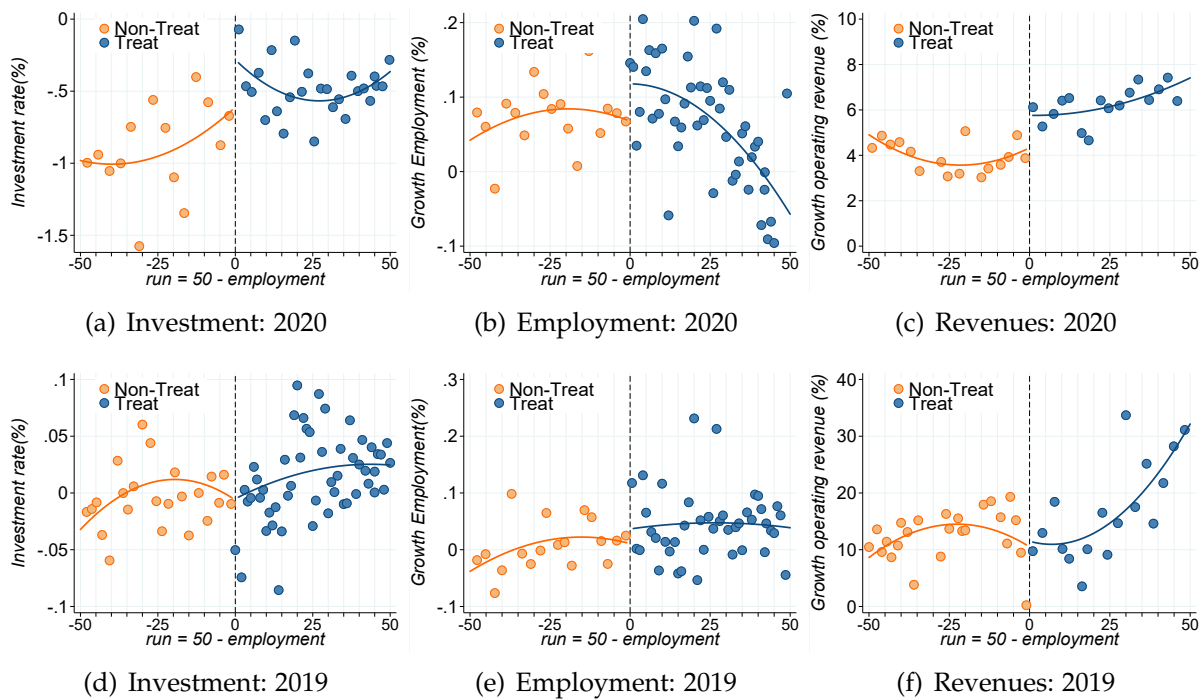 Investment rate(%)
0
-.5
-1
-1.5
Non-Treat
Treat
-50 -25 0 25 50
run = 50 - employment
(a) Investment: 2020
Growth Employment (%)
.2
.1
0
-.1
Non-Treat
Treat
-50 -25 0 25 50
run = 50 - employment
(b) Employment: 2020
Growth operating revenue (%)
10
8
6
4
2
0
Non-Treat
Treat
-50 -25 0 25 50
run = 50 - employment
(c) Revenues: 2020
Investment rate(%)
.1
.05
0
-.05
-.1
Non-Treat
Treat
-50 -25 0 25 50
run = 50 - employment
(d) Investment: 2019
Growth Employment(%)
.3
.2
.1
0
-.1
Non-Treat
Treat
-50 -25 0 25 50
run = 50 - employment
(e) Employment: 2019
Growth operating revenue (%)
40
30
20
10
0
Non-Treat
Treat
-50 -25 0 25 50
run = 50 - employment
(f) Revenues: 2019